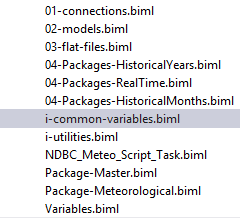 01-connections.biml
02-models.biml
03-flat-files.biml
04-Packages-HistoricalYears.biml
04-Packages-RealTime.biml
04-Packages-HistoricalMonths.biml
i-common-variables.biml
i-utilities.biml
NDBC_Meteo_Script_Task.biml
Package-Master.biml
Package-Meteorological.biml
Variables.biml